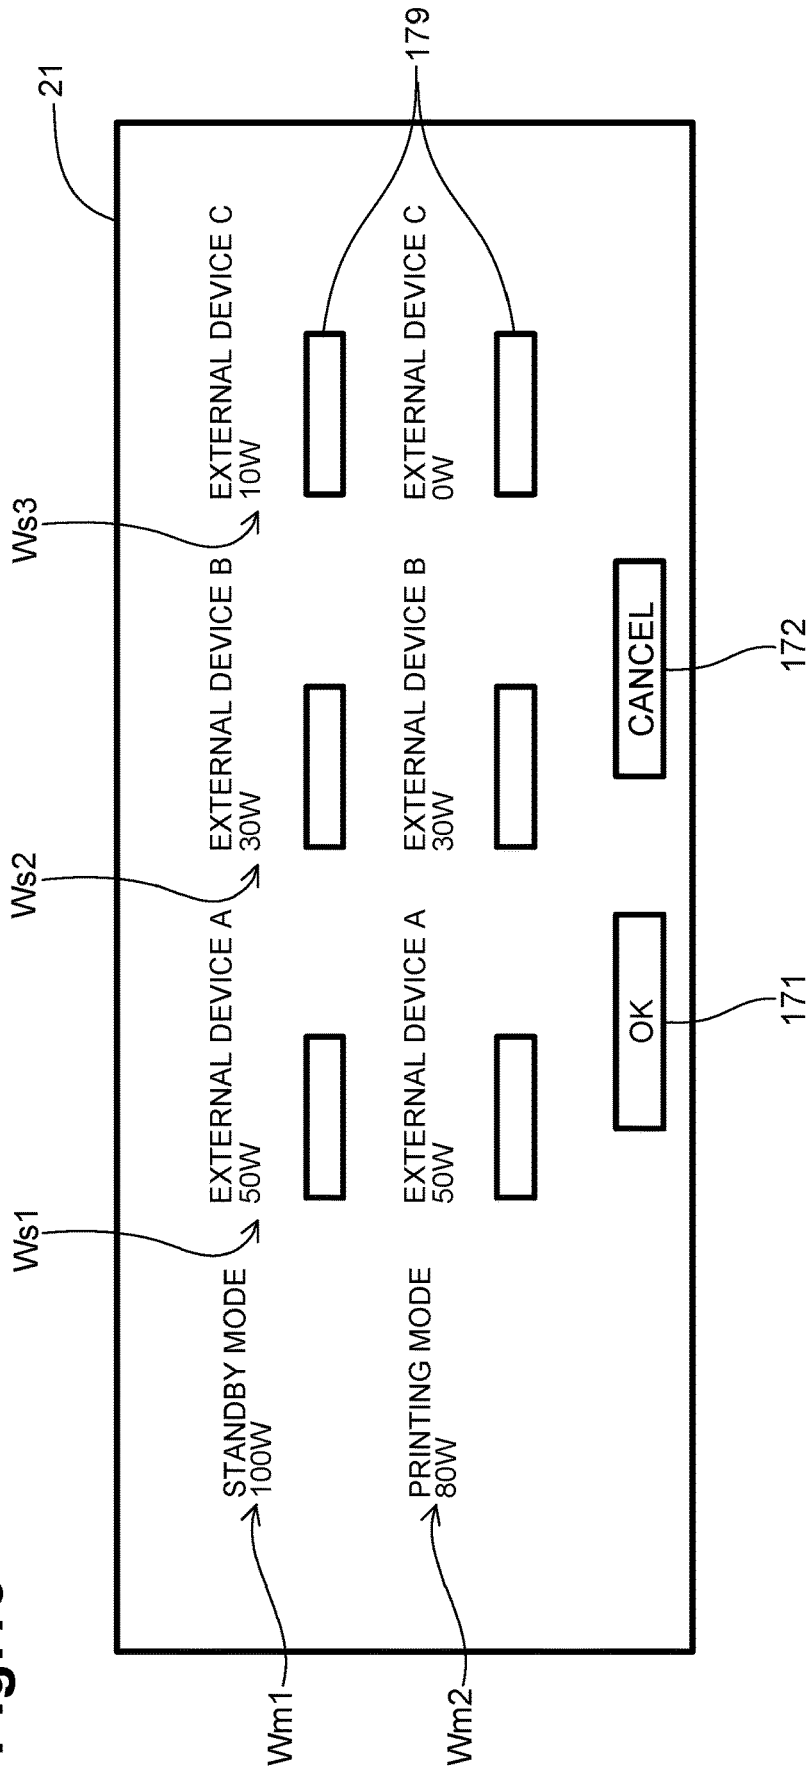 21
179
Ws1
Ws2
Ws3
Wm1
STANDBY MODE
100W
EXTERNAL DEVICE A
50W
EXTERNAL DEVICE B
30W
EXTERNAL DEVICE C
10W
Wm2
PRINTING MODE
80W
EXTERNAL DEVICE A
50W
EXTERNAL DEVICE B
30W
EXTERNAL DEVICE C
0W
OK
CANCEL
171
172